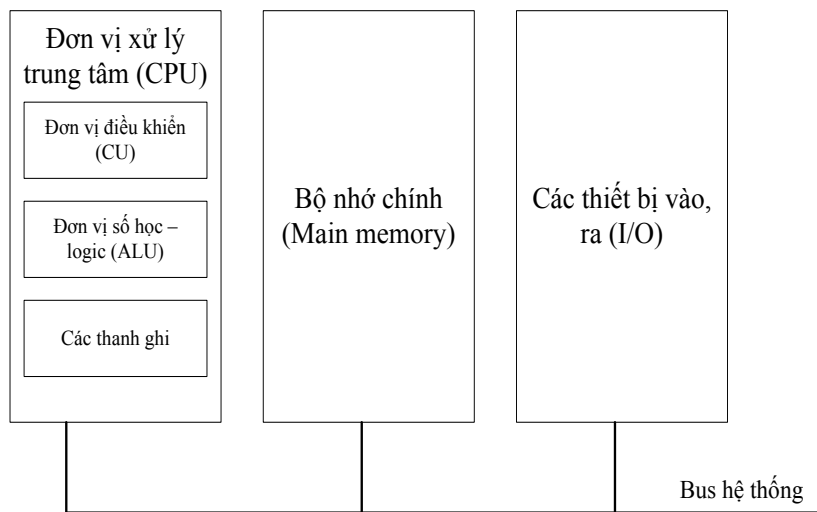 Đơn vị xử lý
trung tâm (CPU)
Đơn vị điều khiển
(CU)
Đơn vị số học –
logic (ALU)
Các thanh ghi
Bộ nhớ chính
(Main memory)
Các thiết bị vào,
ra (I/O)
Bus hệ thống